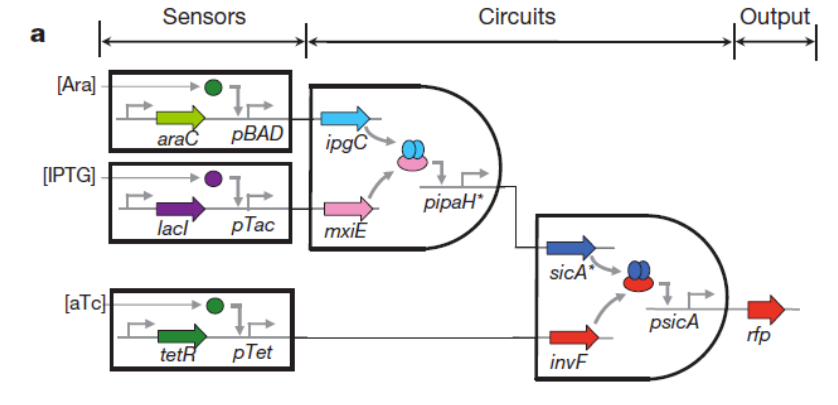 Sensors
Circuits
Output
a
[Ara]
araC
pBAD
ipgC
[IPTG]
lacI
pTac
mxiE
pipaH*
[aTc]
tetR
pTet
sicA*
invF
psicA
rfp